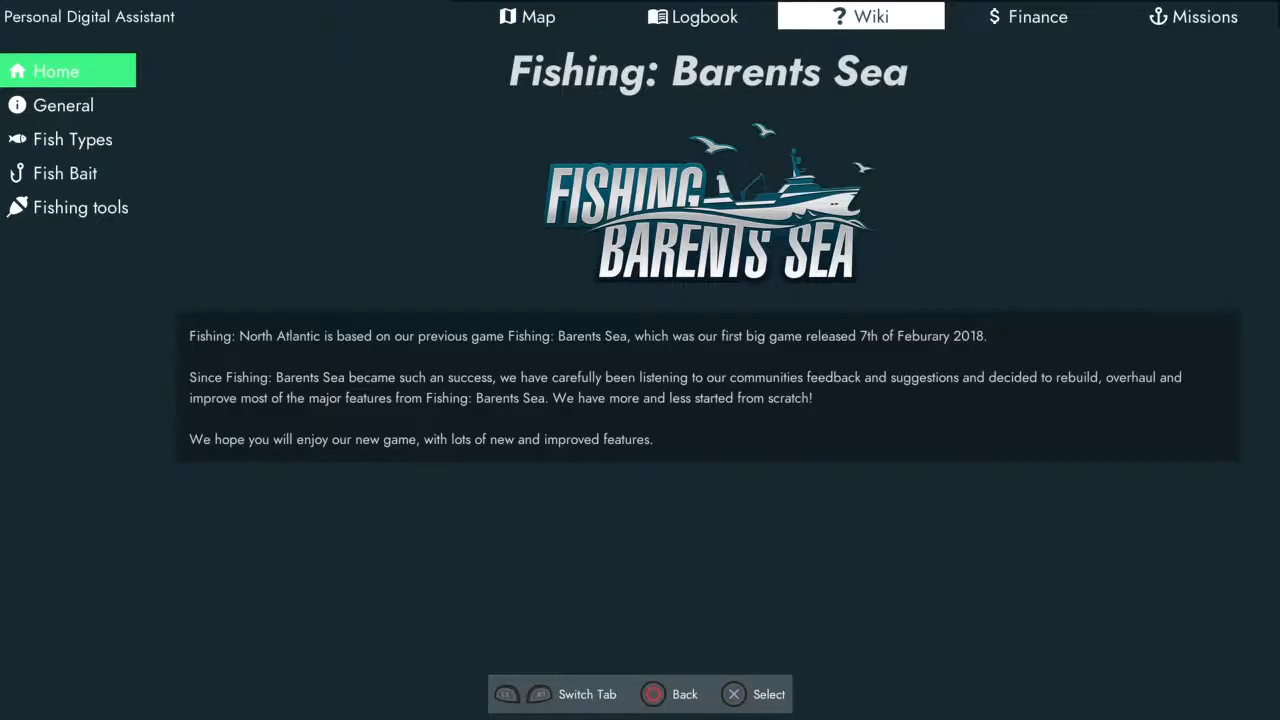 Personal Digital Assistant
Map
Logbook
Wiki
Finance
Missions
Home
General
Fish Types
Fish Bait
Fishing tools
Fishing: Barents Sea
FISHING
BARENTS SEA
Fishing: North Atlantic is based on our previous game Fishing: Barents Sea, which was our first big game released 7th of Feburary 2018.
Since Fishing: Barents Sea became such an success, we have carefully been listening to our communities feedback and suggestions and decided to rebuild, overhaul and
improve most of the major features from Fishing: Barents Sea. We have more and less started from scratch!
We hope you will enjoy our new game, with lots of new and improved features.
Switch Tab
Back
Select